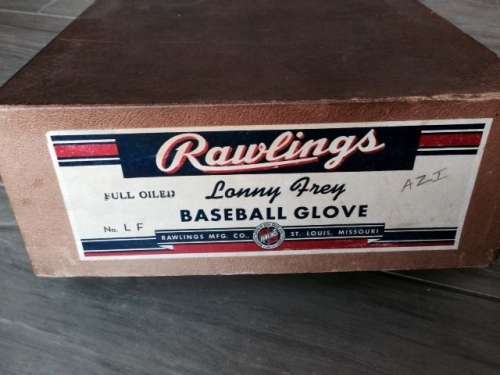 Rawlings
FULL OILED Lonny Frey AZI
No. L F BASEBALL GLOVE
RAWLINGS MFG. CO., ST. LOUIS, MISSOURI